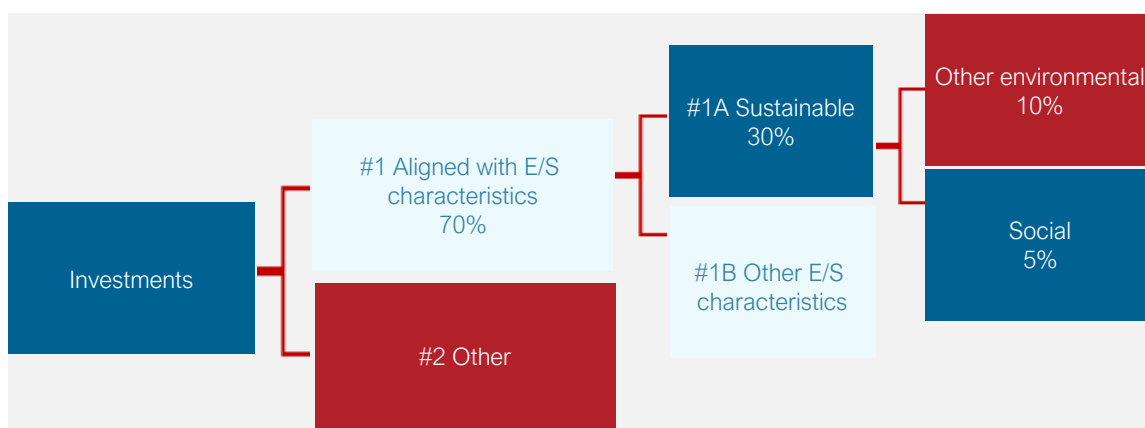 Investments
#1 Aligned with E/S
characteristics
70%
#2 Other
#1A Sustainable
30%
#1B Other E/S
characteristics
Other environmental
10%
Social
5%